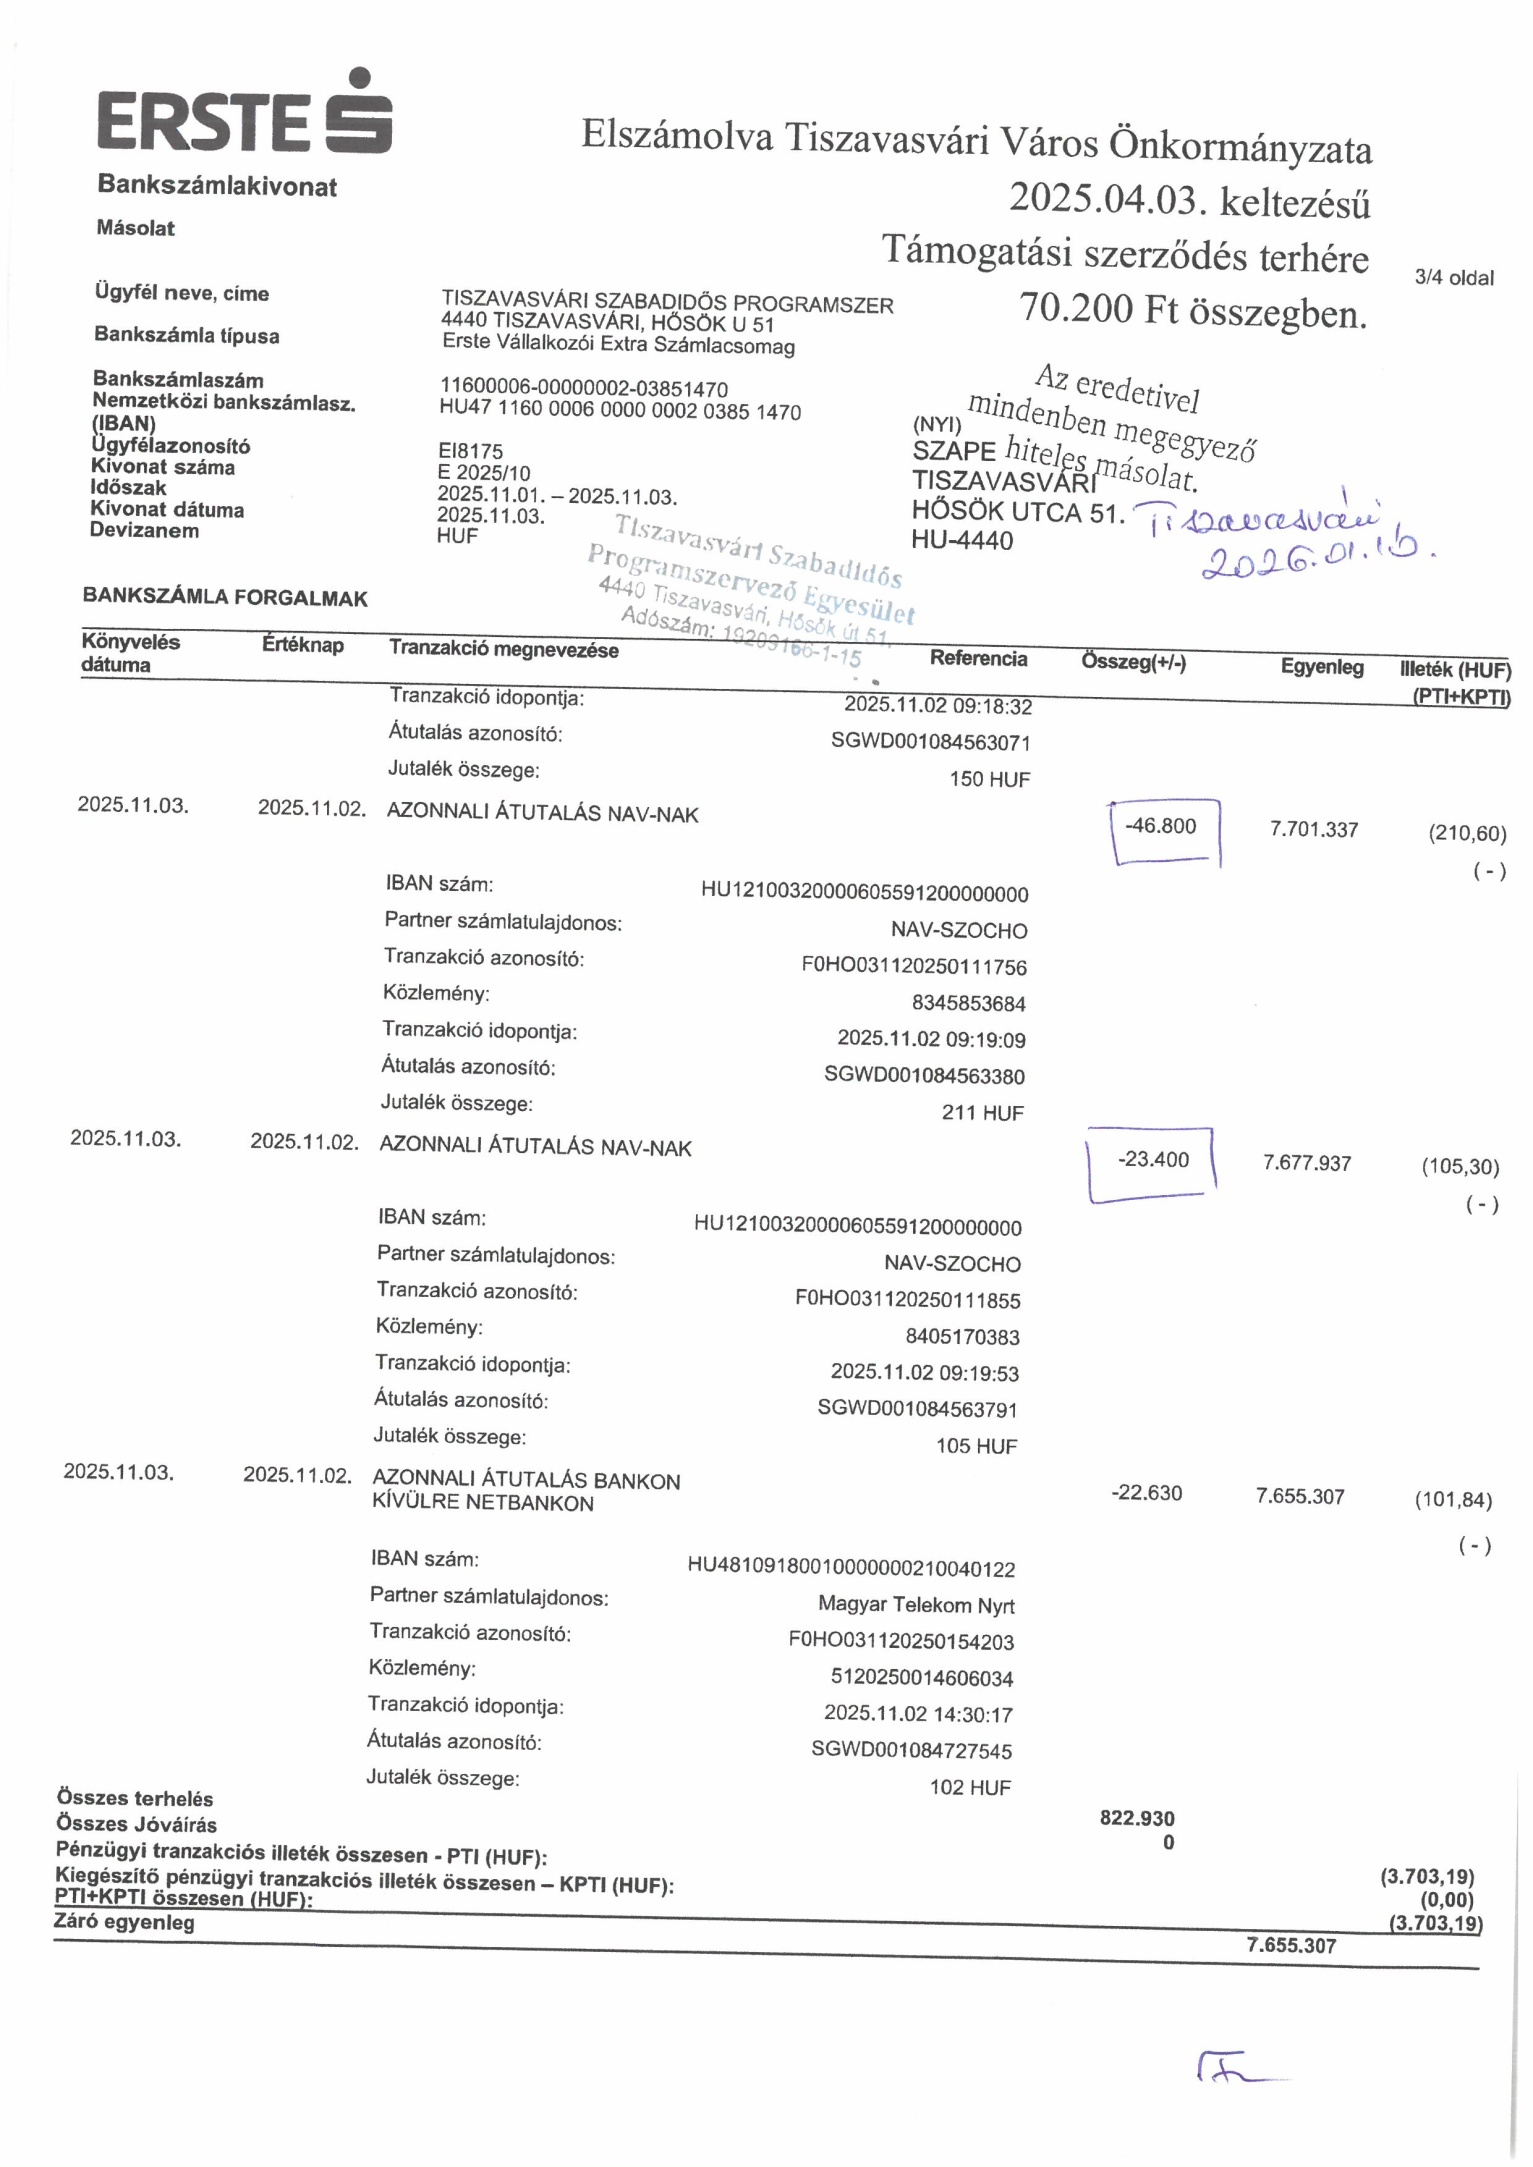 ERSTE
Bankszámlakivonat
Másolat
Elszámolva Tiszavasvári Város Önkormányzata
2025.04.03. keltezésű
Támogatási szerződés terhére
70.200 Ft összegben.
3/4 oldal
Ügyfél neve, címe TISZAVASVÁRI SZABADIDŐS PROGRAMSZER
4440 TISZAVASVÁRI, HŐSÖK U 51
Bankszámla típusa Erste Vállalkozói Extra Számlacsomag
Bankszámlaszám 11600006-00000002-03851470
Nemzetközi bankszámlasz. HU47 1160 0006 0000 0002 0385 1470
(IBAN)
Ügyfélazonosító EI8175
Kivonat száma E 2025/10
Időszak 2025.11.01. – 2025.11.03.
Kivonat dátuma 2025.11.03.
Devizanem HUF
Az eredetivel
mindenben megegyező
hiteles másolat.
(NYI)
SZAPE
TISZAVASVÁRI
HŐSÖK UTCA 51.
HU-4440
Tiszavasvári,
2026.01.
Tiszavasvári Szabadidős
Programszervező Egyesület
4440 Tiszavasvári, Hősök út 51.
Adószám: 19209166-1-15
BANKSZÁMLA FORGALMAK
Könyvelés dátuma Értéknap Tranzakció megnevezése Referencia Összeg(+/-) Egyenleg Illeték (HUF)
(PTI+KPTI)
Tranzakció idopontja: 2025.11.02 09:18:32
Átutalás azonosító: SGWD001084563071
Jutalék összege: 150 HUF
2025.11.03. 2025.11.02. AZONNALI ÁTUTALÁS NAV-NAK -46.800 7.701.337 (210,60)
(-)
IBAN szám: HU12100320000605591200000000
Partner számlatulajdonos: NAV-SZOCHO
Tranzakció azonosító: F0HO031120250111756
Közlemény: 8345853684
Tranzakció idopontja: 2025.11.02 09:19:09
Átutalás azonosító: SGWD001084563380
Jutalék összege: 211 HUF
2025.11.03. 2025.11.02. AZONNALI ÁTUTALÁS NAV-NAK -23.400 7.677.937 (105,30)
(-)
IBAN szám: HU12100320000605591200000000
Partner számlatulajdonos: NAV-SZOCHO
Tranzakció azonosító: F0HO031120250111855
Közlemény: 8405170383
Tranzakció idopontja: 2025.11.02 09:19:53
Átutalás azonosító: SGWD001084563791
Jutalék összege: 105 HUF
2025.11.03. 2025.11.02. AZONNALI ÁTUTALÁS BANKON -22.630 7.655.307 (101,84)
KÍVÜLRE NETBANKON
(-)
IBAN szám: HU48109180010000000210040122
Partner számlatulajdonos: Magyar Telekom Nyrt
Tranzakció azonosító: F0HO031120250154203
Közlemény: 5120250014606034
Tranzakció idopontja: 2025.11.02 14:30:17
Átutalás azonosító: SGWD001084727545
Jutalék összege: 102 HUF
Összes terhelés 822.930
Összes Jóváírás 0
Pénzügyi tranzakciós illeték összesen - PTI (HUF): (3.703,19)
Kiegészítő pénzügyi tranzakciós illeték összesen – KPTI (HUF): (0,00)
PTI+KPTI összesen (HUF): (3.703,19)
Záró egyenleg 7.655.307